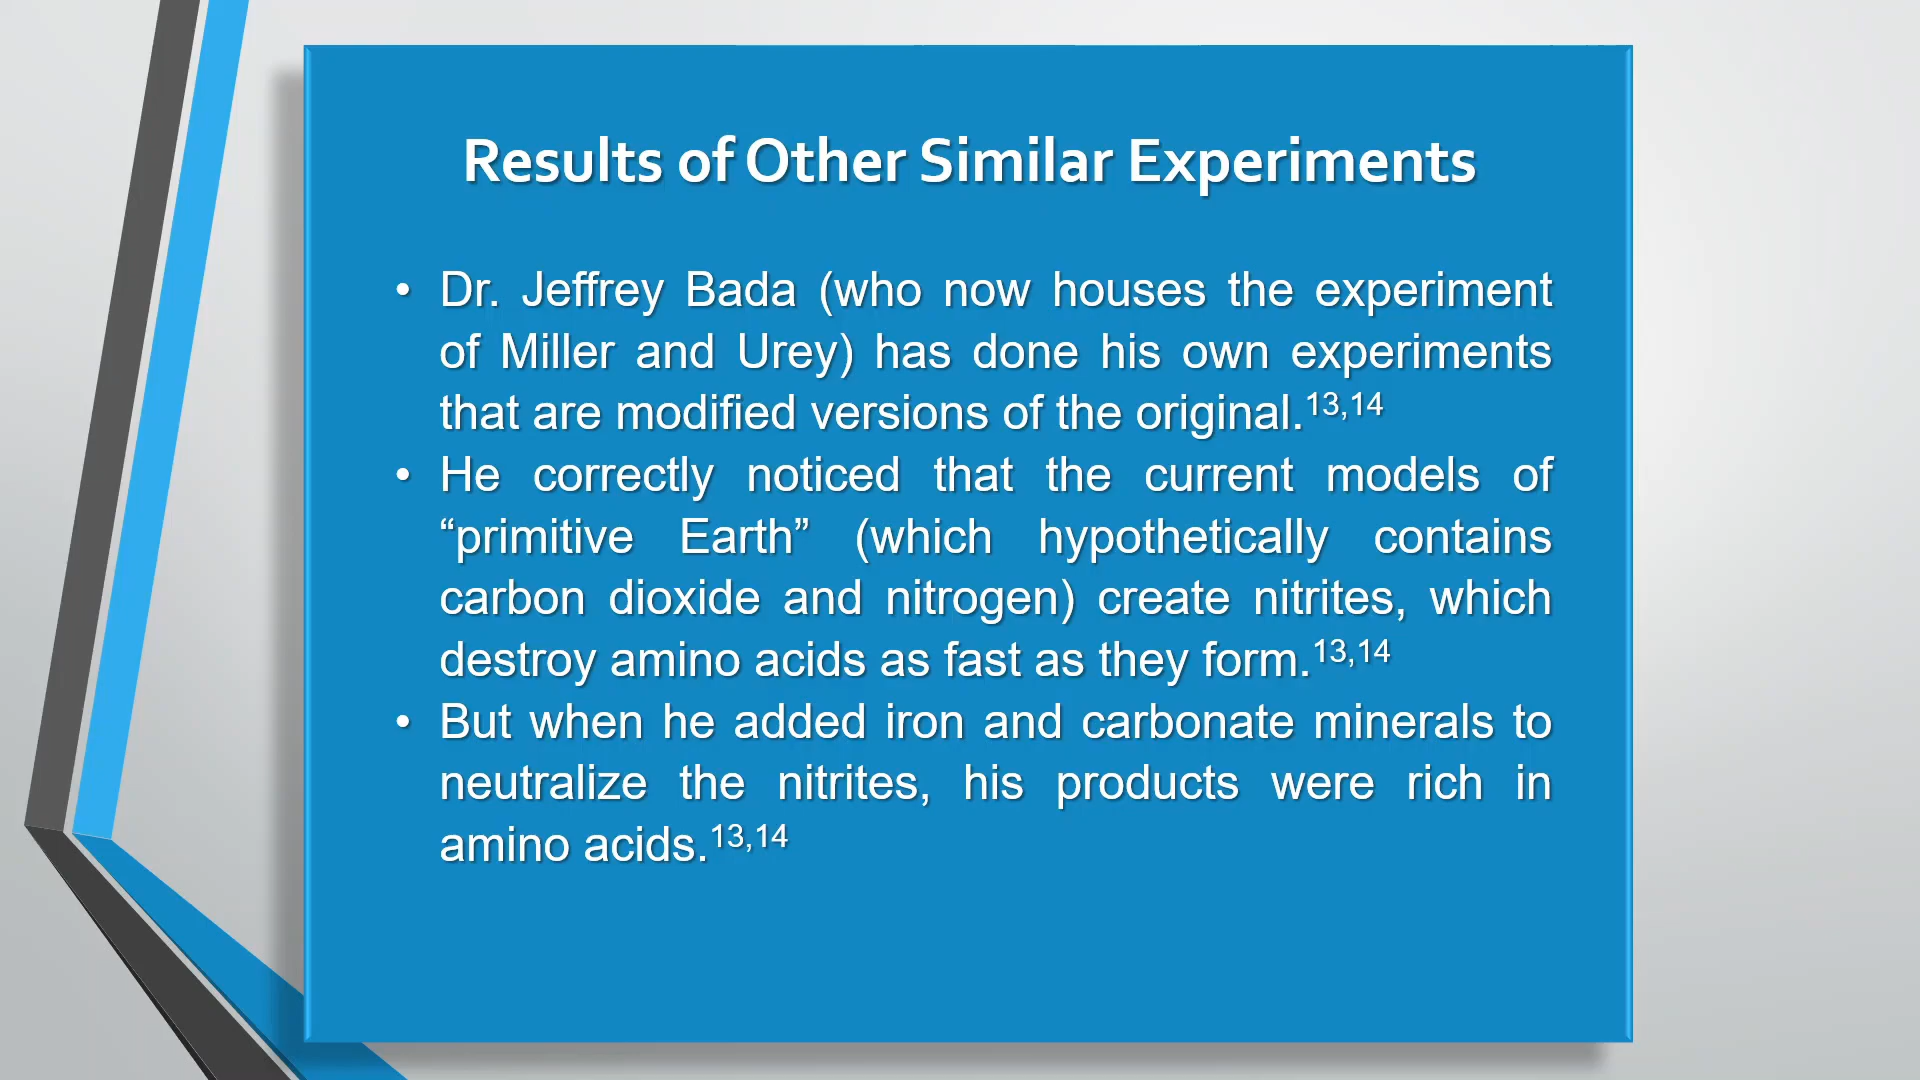 Results of Other Similar Experiments
• Dr. Jeffrey Bada (who now houses the experiment
of Miller and Urey) has done his own experiments
that are modified versions of the original.13,14
• He correctly noticed that the current models of
“primitive Earth” (which hypothetically contains
carbon dioxide and nitrogen) create nitrites, which
destroy amino acids as fast as they form.13,14
• But when he added iron and carbonate minerals to
neutralize the nitrites, his products were rich in
amino acids.13,14